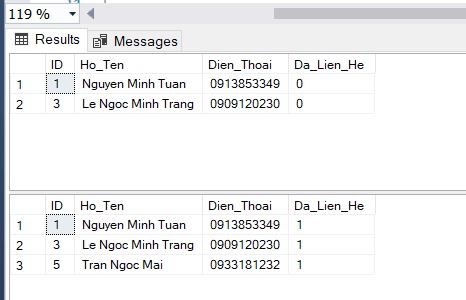 119 %
Results Messages
ID Ho_Ten Dien_Thoai Da_Lien_He
1 1 Nguyen Minh Tuan 0913853349 0
2 3 Le Ngoc Minh Trang 0909120230 0
ID Ho_Ten Dien_Thoai Da_Lien_He
1 1 Nguyen Minh Tuan 0913853349 1
2 3 Le Ngoc Minh Trang 0909120230 1
3 5 Tran Ngoc Mai 0933181232 1